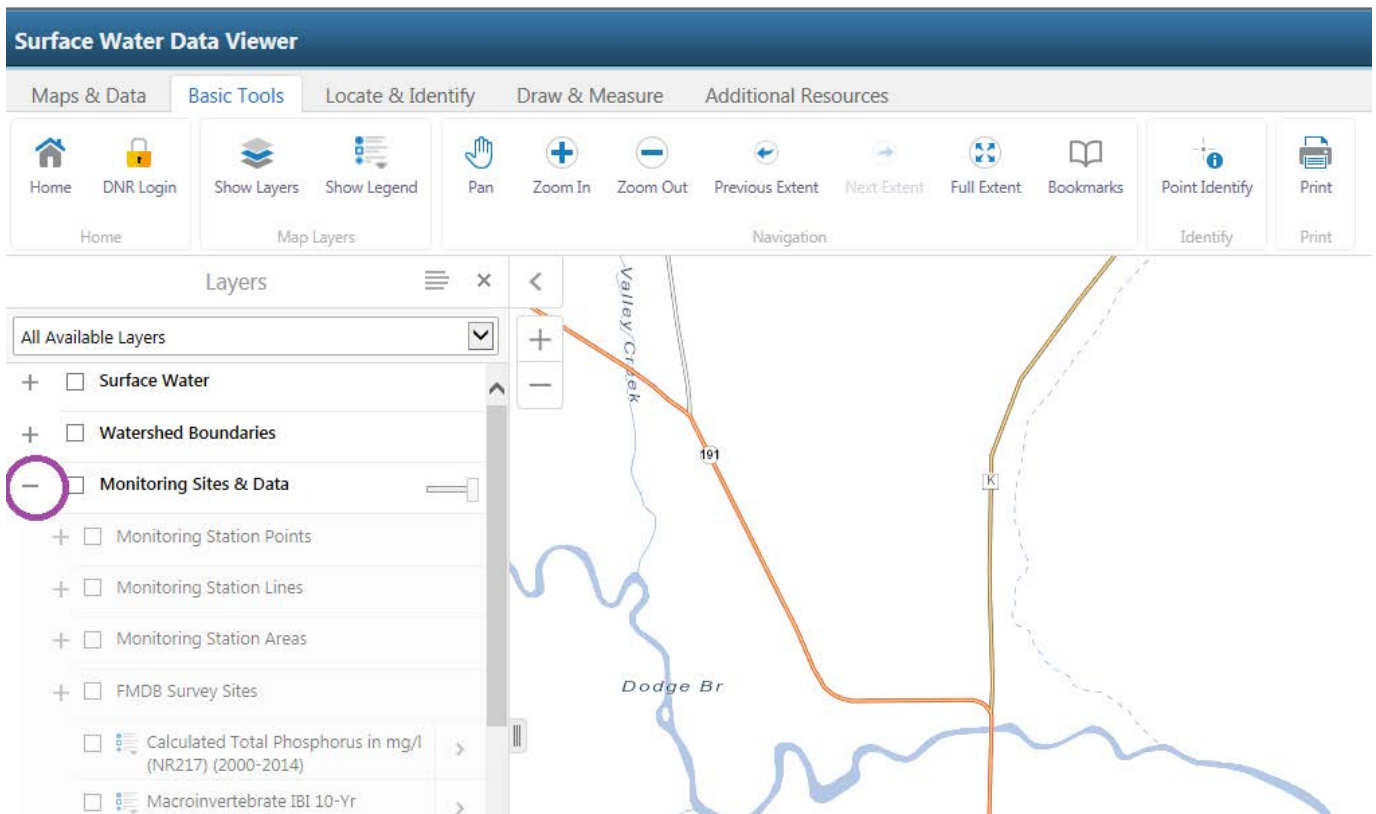 Surface Water Data Viewer
Maps & Data Basic Tools Locate & Identify Draw & Measure Additional Resources
Home DNR Login Show Layers Show Legend Pan Zoom In Zoom Out Previous Extent Next Extent Full Extent Bookmarks Point Identify Print
Home Map Layers Navigation Identify Print
Layers
All Available Layers
Surface Water
Watershed Boundaries
Monitoring Sites & Data
Monitoring Station Points
Monitoring Station Lines
Monitoring Station Areas
FMDB Survey Sites
Calculated Total Phosphorus in mg/l
(NR217) (2000-2014)
Macroinvertebrate IBI 10-Yr
Valley Creek
191
K
Dodge Br